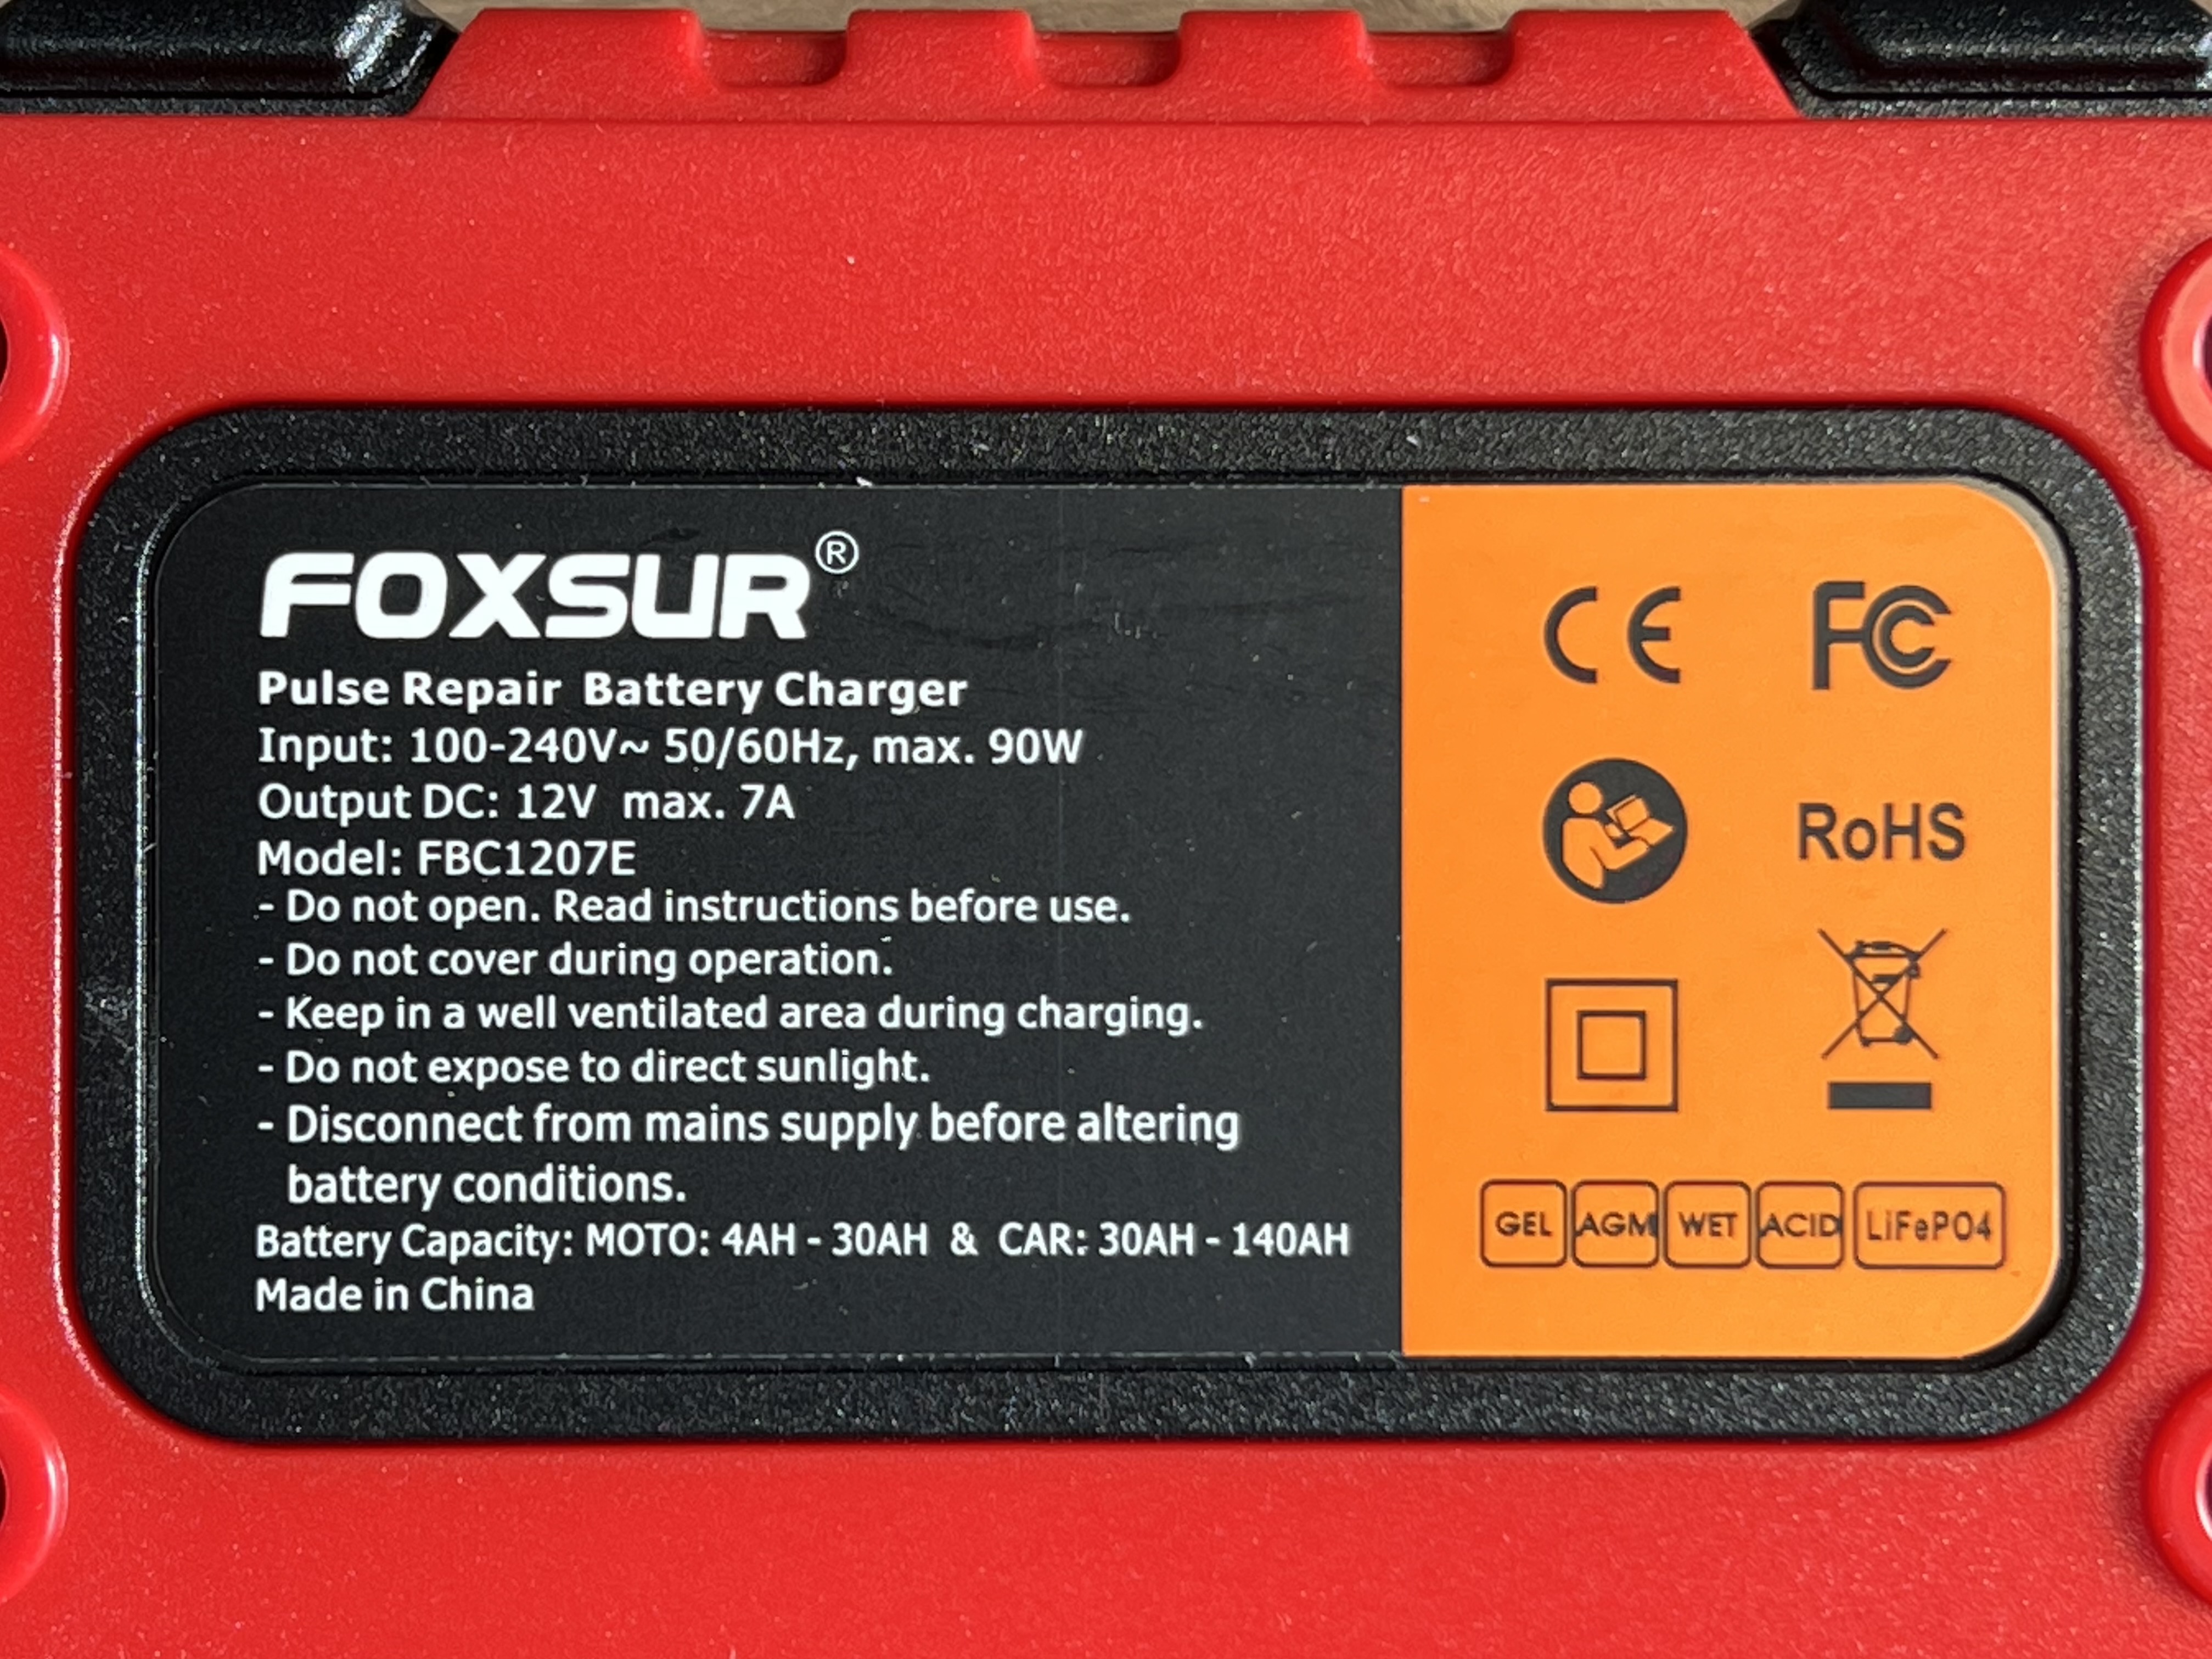 FOXSUR®
Pulse Repair Battery Charger
Input: 100-240V~ 50/60Hz, max. 90W
Output DC: 12V max. 7A
Model: FBC1207E
- Do not open. Read instructions before use.
- Do not cover during operation.
- Keep in a well ventilated area during charging.
- Do not expose to direct sunlight.
- Disconnect from mains supply before altering
battery conditions.
Battery Capacity: MOTO: 4AH - 30AH & CAR: 30AH - 140AH
Made in China
CE FC
RoHS
GEL AGM WET ACID LiFePO4